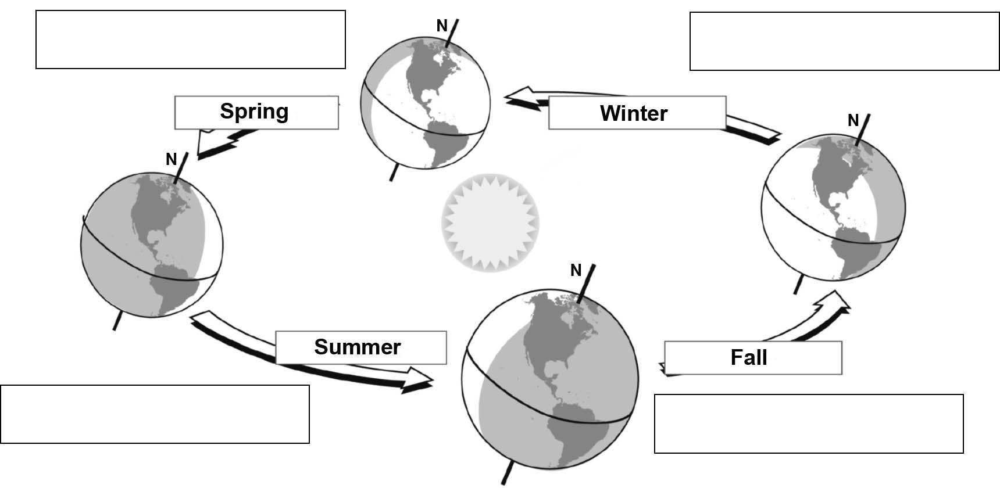 N
Spring
Winter
N
N
N
Summer
Fall